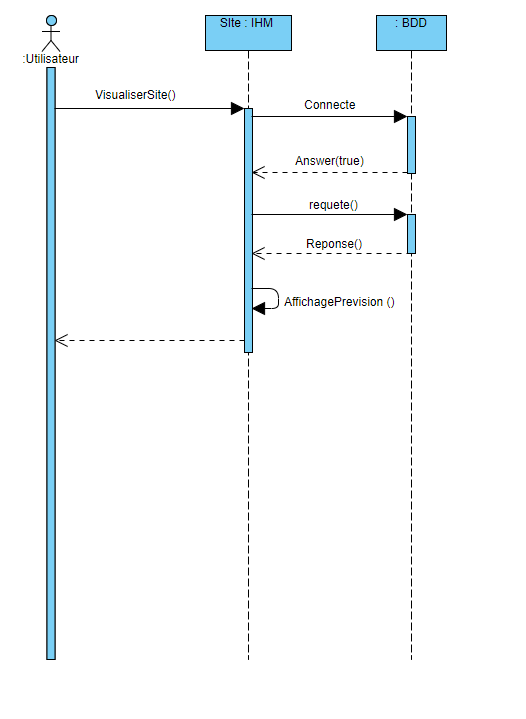 SIte : IHM
: BDD
:Utilisateur
VisualiserSite()
Connecte
Answer(true)
requete()
Reponse()
AffichagePrevision ()